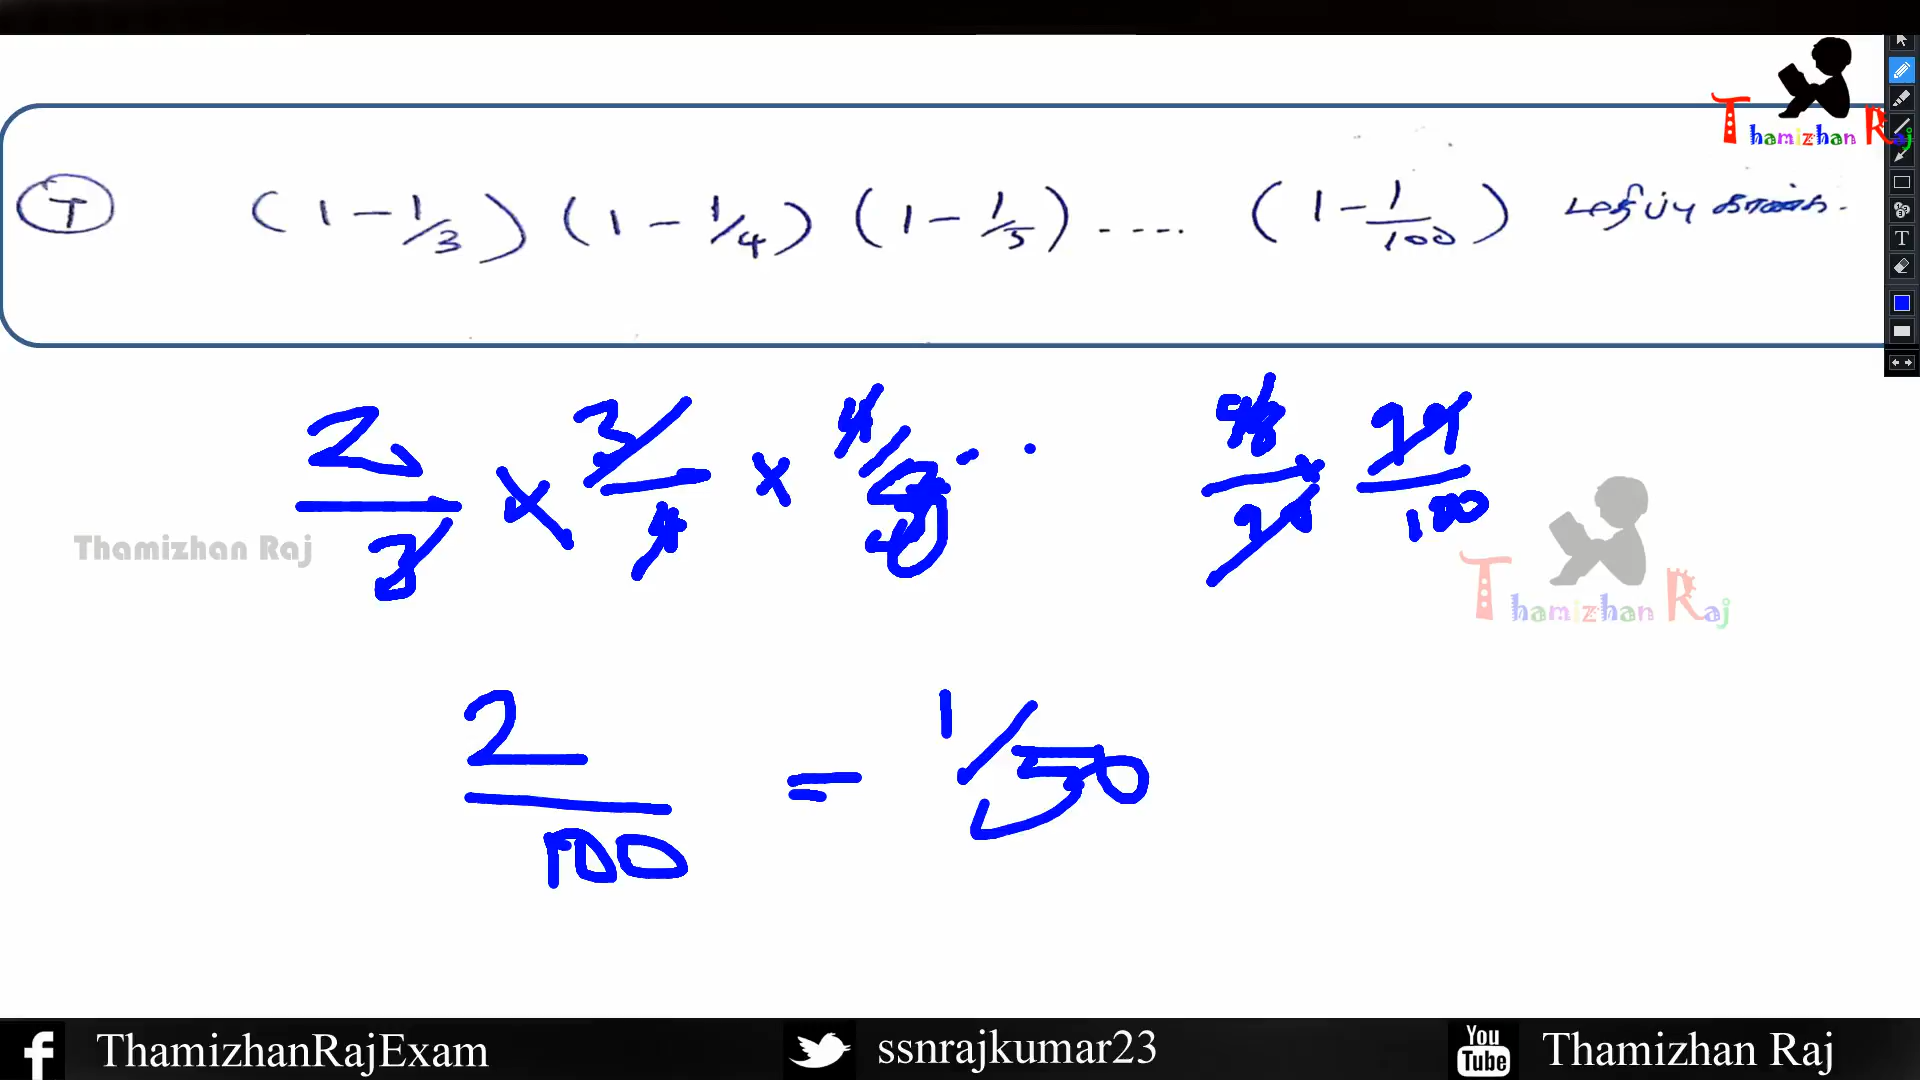 Thamizhan Raj
T (1 - 1/3) (1 - 1/4) (1 - 1/5) ..... (1 - 1/100) மதிப்பு காண்க.
2/3 × 3/4 × 4/5 . . 98/99 × 99/100
Thamizhan Raj
Thamizhan Raj
2/100 = 1/50
ThamizhanRajExam
ssnrajkumar23
You Tube Thamizhan Raj